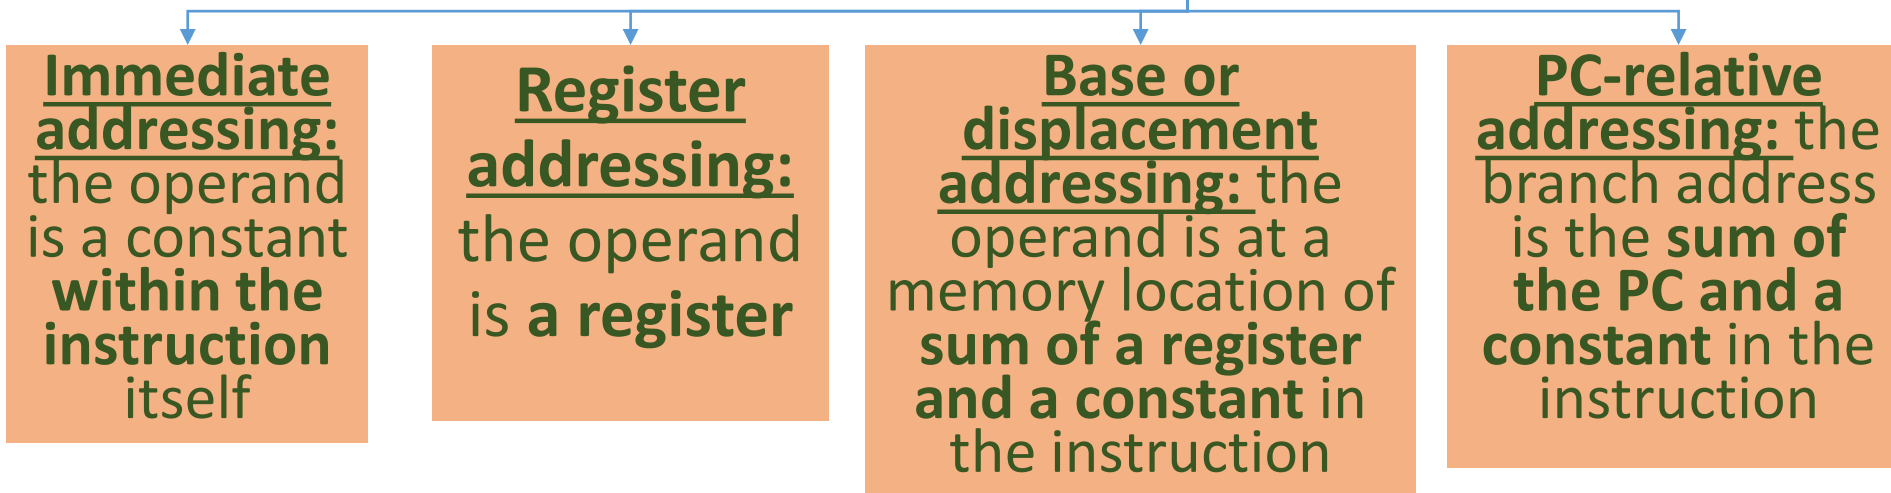 Immediate
addressing:
the operand
is a constant
within the
instruction
itself
Register
addressing:
the operand
is a register
Base or
displacement
addressing: the
operand is at a
memory location of
sum of a register
and a constant in
the instruction
PC-relative
addressing: the
branch address
is the sum of
the PC and a
constant in the
instruction